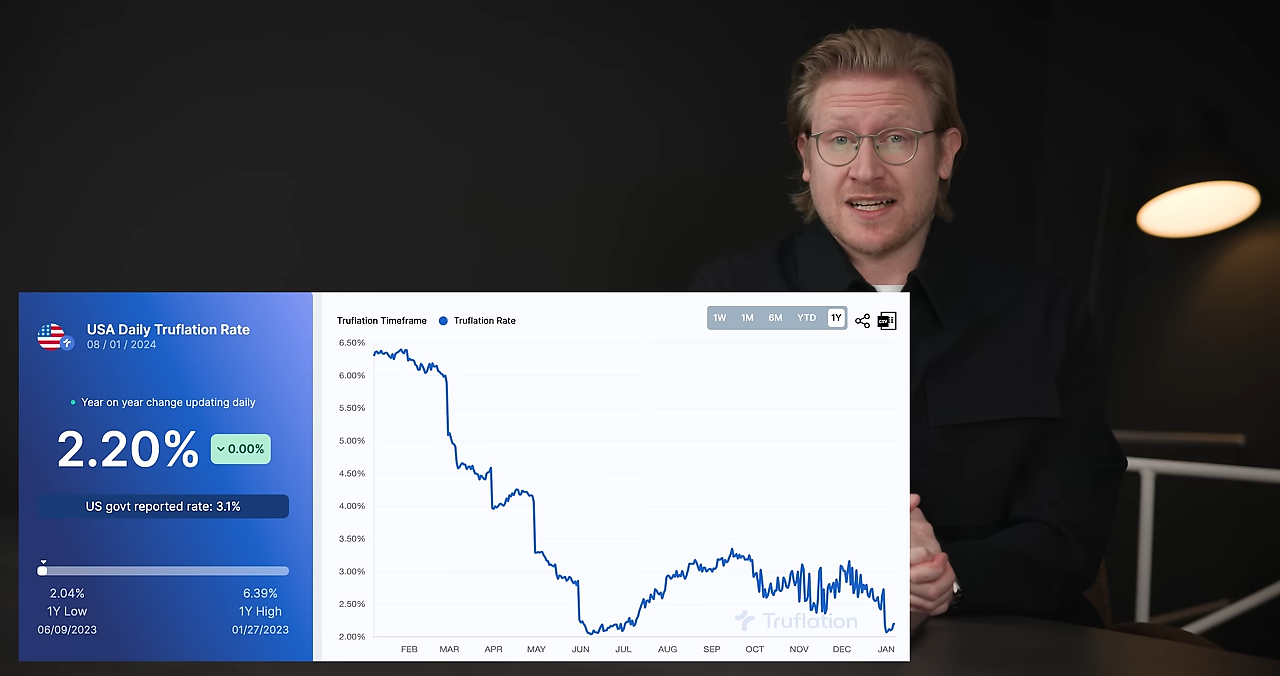 USA Daily Truflation Rate
08 / 01 / 2024
Year on year change updating daily
2.20% 0.00%
US govt reported rate: 3.1%
2.04% 6.39%
1Y Low 1Y High
06/09/2023 01/27/2023
Truflation Timeframe Truflation Rate
1W 1M 6M YTD 1Y
CSV
6.50%
6.00%
5.50%
5.00%
4.50%
4.00%
3.50%
3.00%
2.50%
2.00%
Truflation
FEB MAR APR MAY JUN JUL AUG SEP OCT NOV DEC JAN